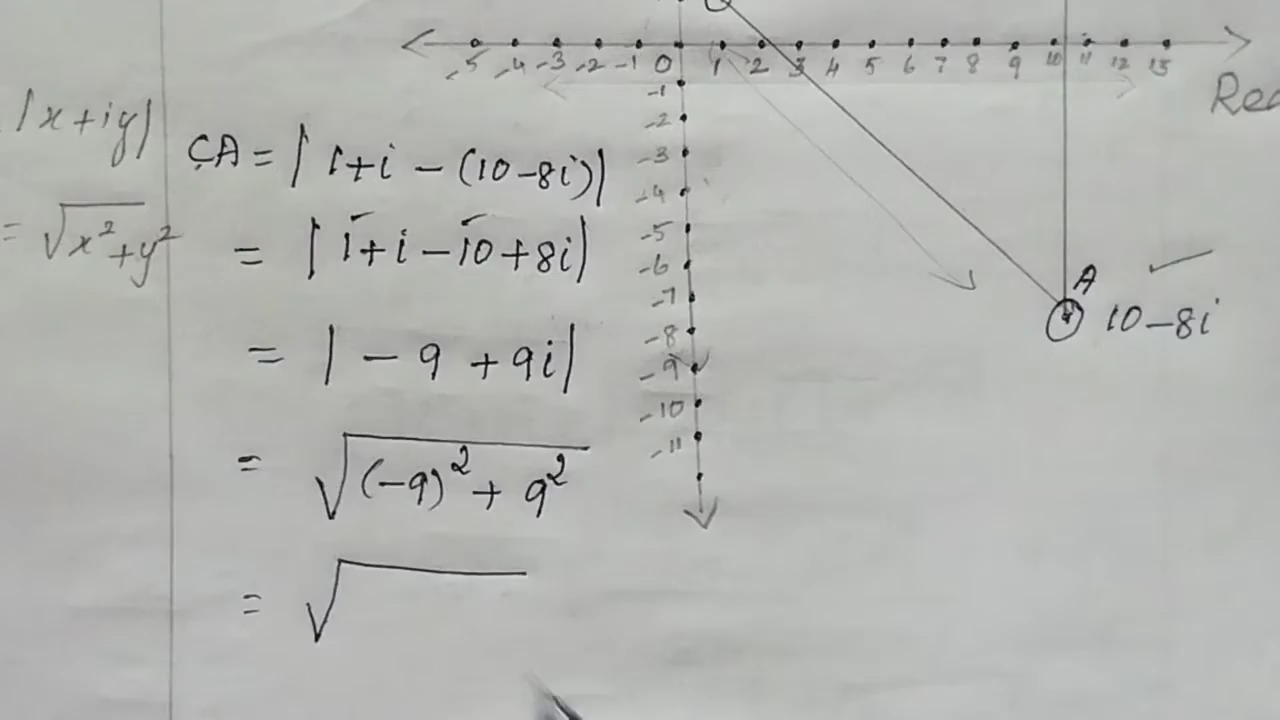 -5 -4 -3 -2 -1 0 1 2 3 4 5 6 7 8 9 10 11 12 13
-1
-2
-3
-4
-5
-6
-7
-8
-9
-10
-11
|x+iy|
= √x²+y²
CA = | 1+i - (10-8i)|
= | 1+i - 10+8i|
= | - 9 + 9i|
= √(-9)² + 9²
= √
A
10-8i